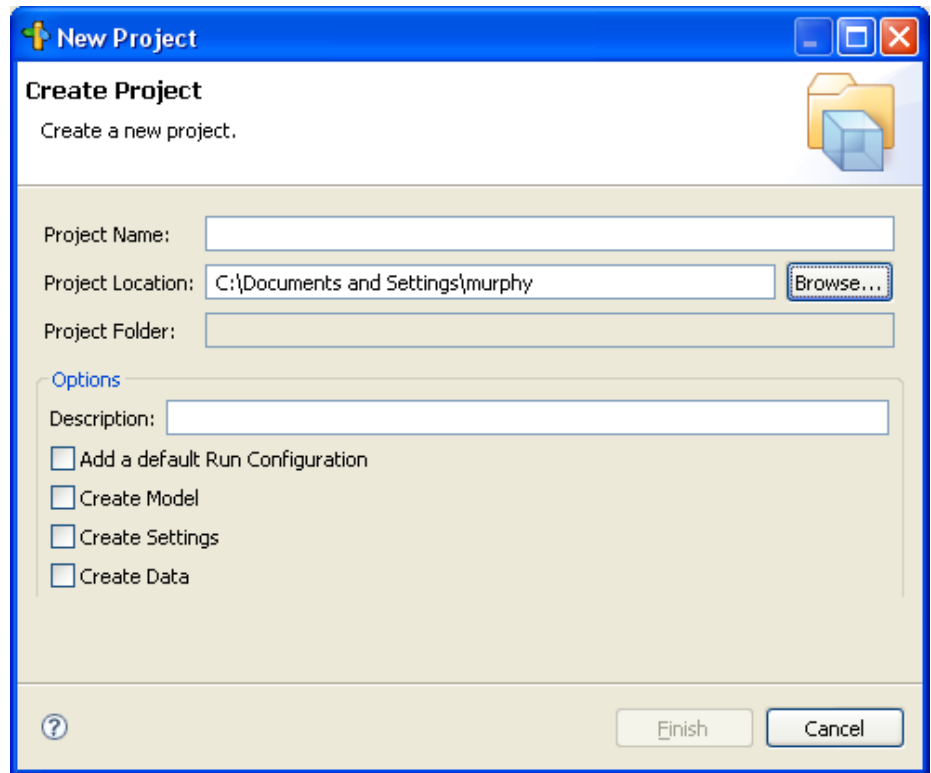 New Project
Create Project
Create a new project.
Project Name:
Project Location: C:\Documents and Settings\murphy Browse...
Project Folder:
Options
Description:
Add a default Run Configuration
Create Model
Create Settings
Create Data
? Finish Cancel